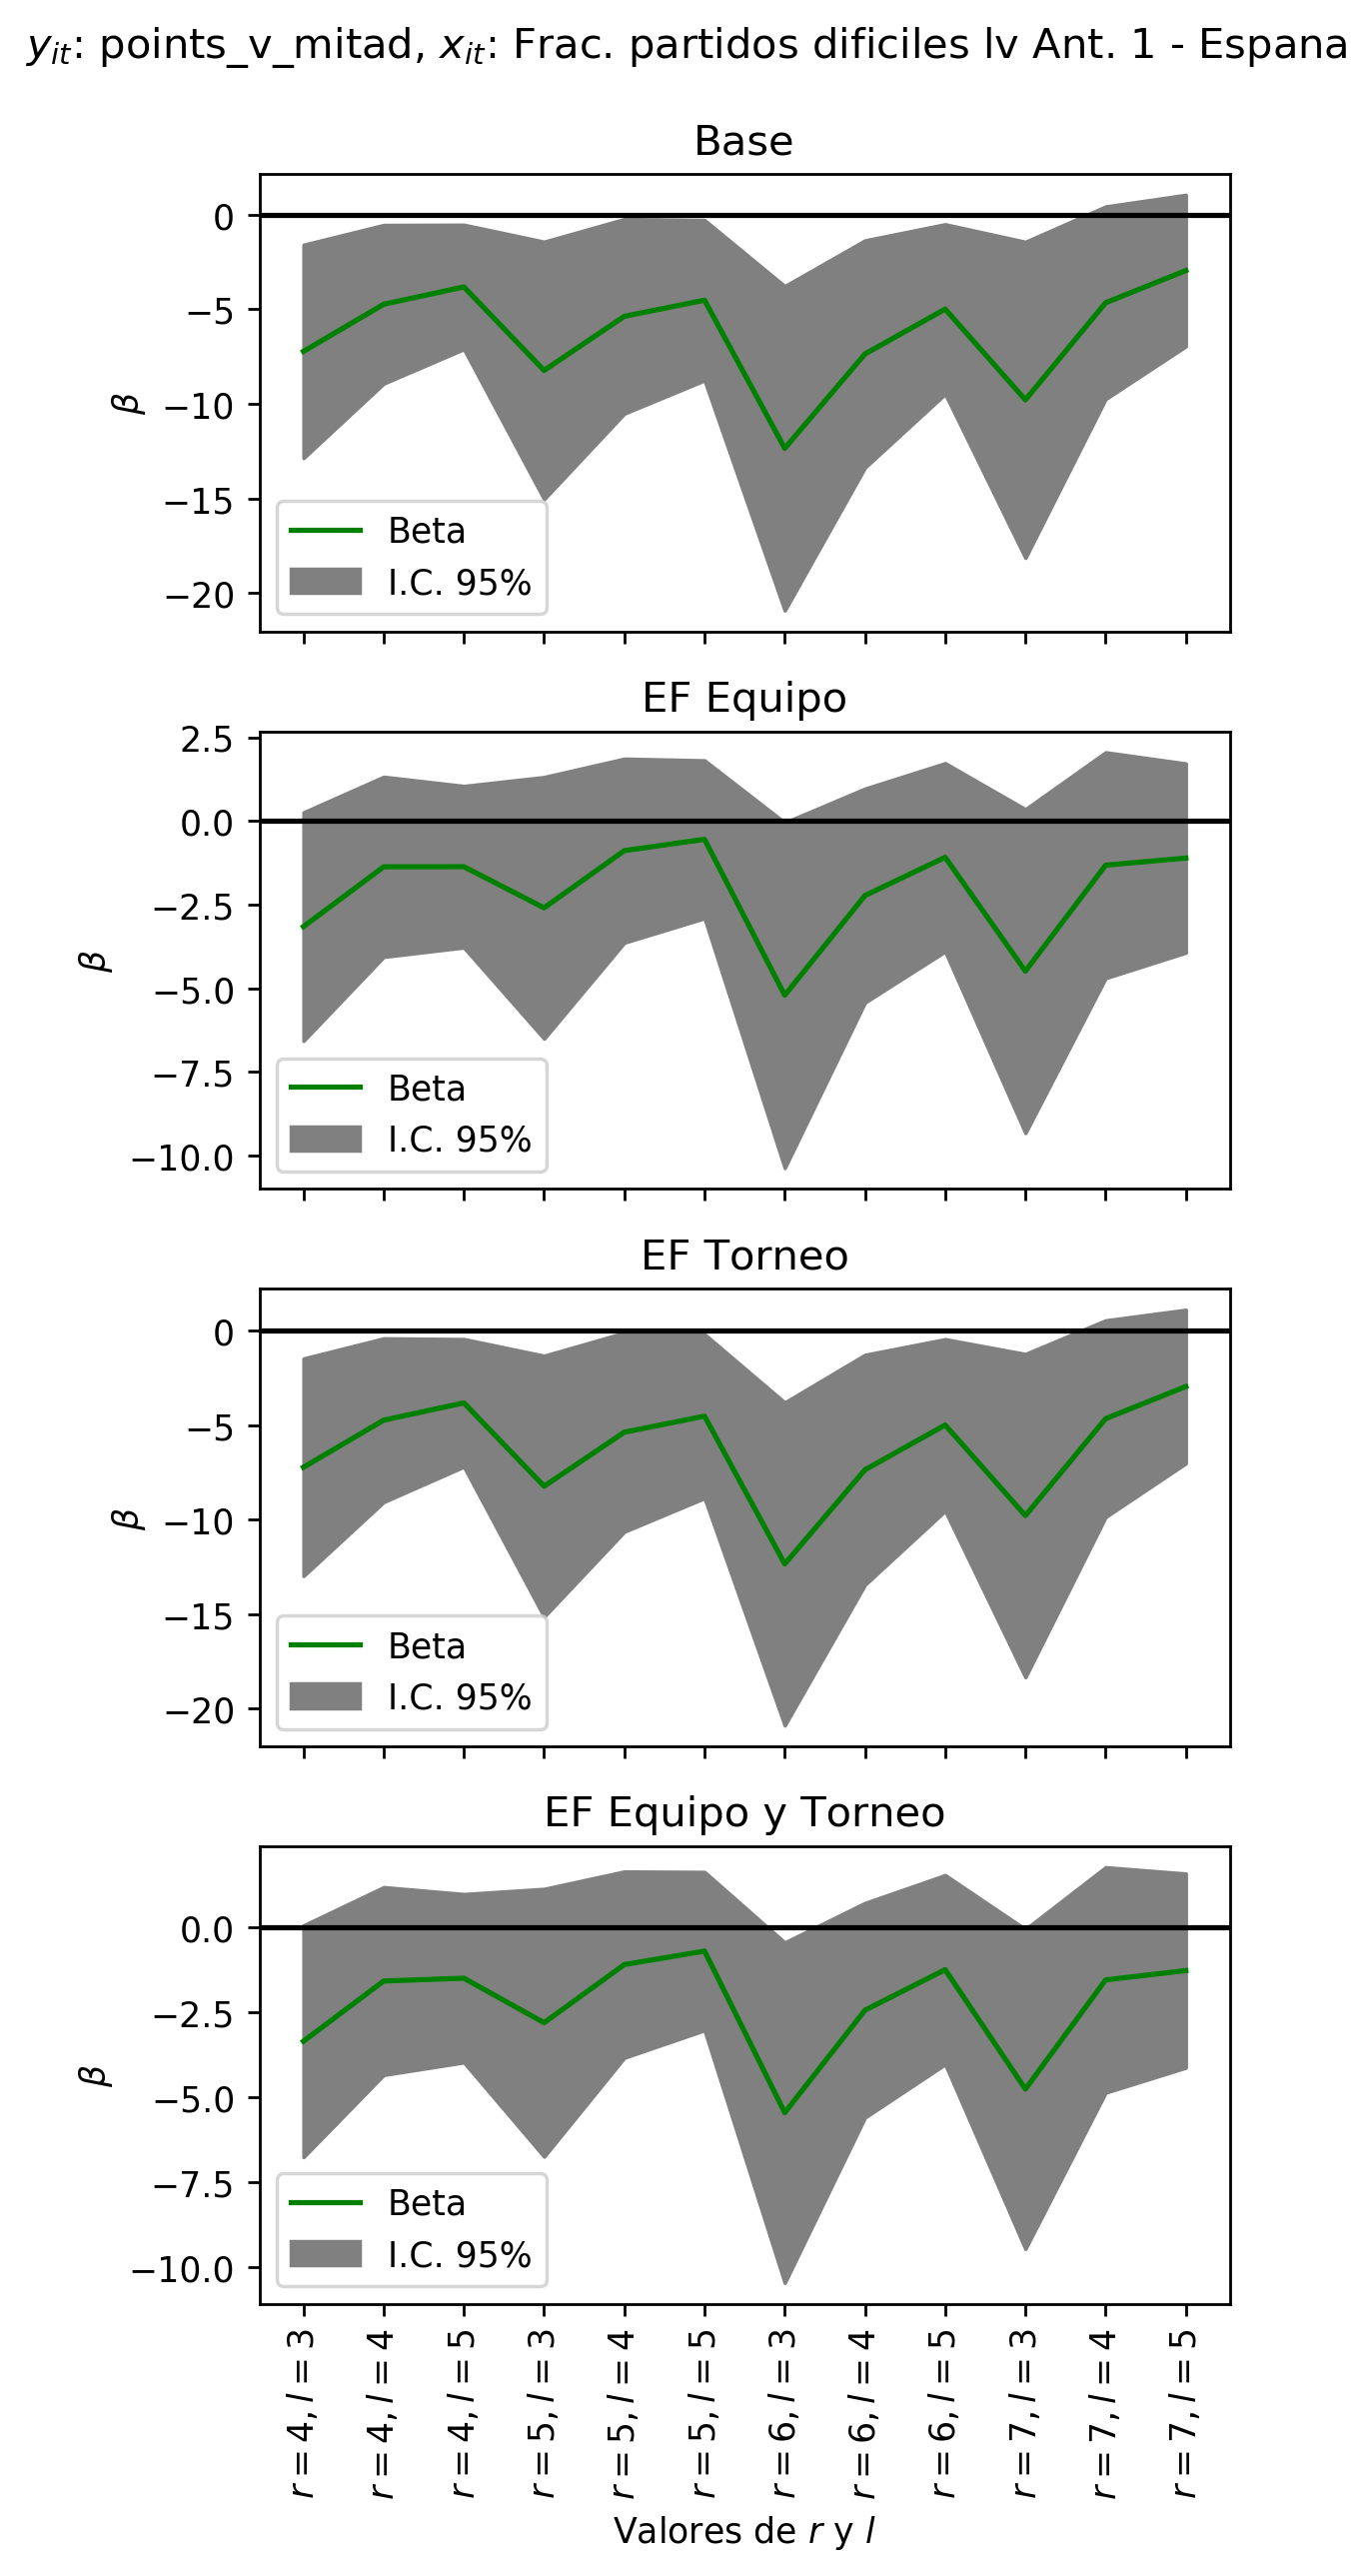 y_it: points_v_mitad, x_it: Frac. partidos dificiles lv Ant. 1 - Espana
Base
0
−5
−10
−15
−20
β
Beta
I.C. 95%
EF Equipo
2.5
0.0
−2.5
−5.0
−7.5
−10.0
β
Beta
I.C. 95%
EF Torneo
0
−5
−10
−15
−20
β
Beta
I.C. 95%
EF Equipo y Torneo
0.0
−2.5
−5.0
−7.5
−10.0
β
Beta
I.C. 95%
r = 4, l = 3
r = 4, l = 4
r = 4, l = 5
r = 5, l = 3
r = 5, l = 4
r = 5, l = 5
r = 6, l = 3
r = 6, l = 4
r = 6, l = 5
r = 7, l = 3
r = 7, l = 4
r = 7, l = 5
Valores de r y l